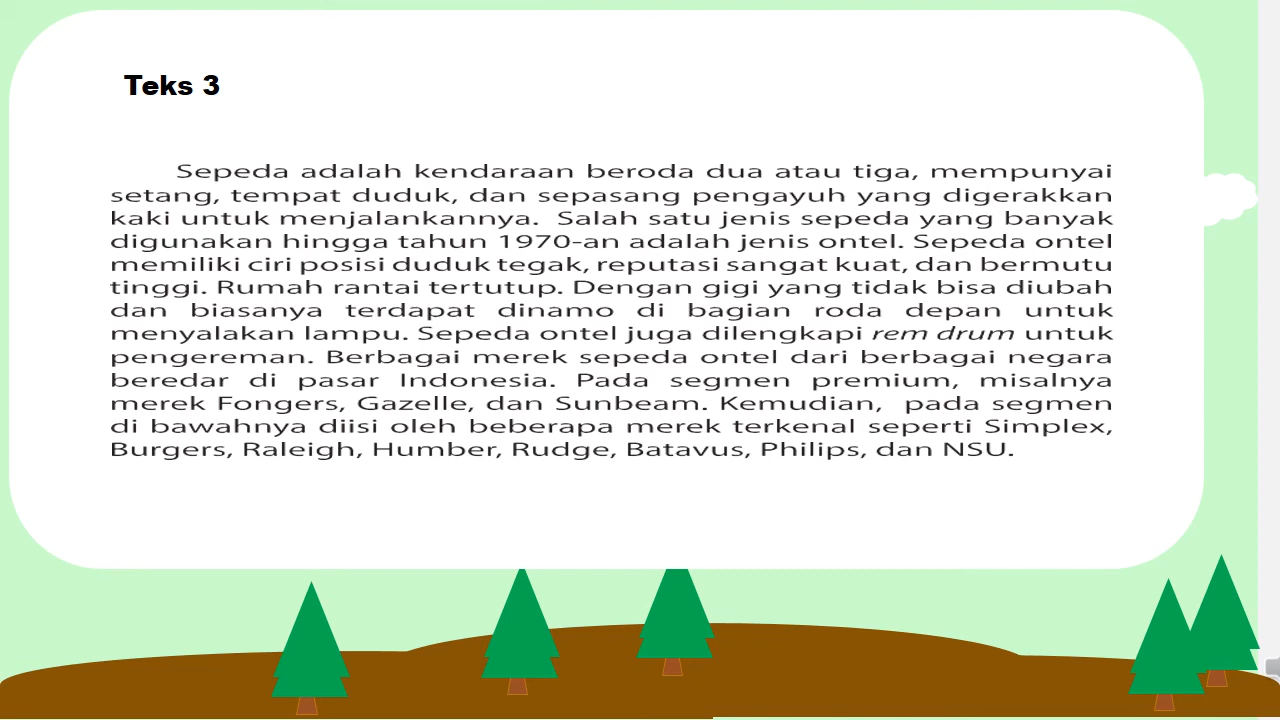 Teks 3
Sepeda adalah kendaraan beroda dua atau tiga, mempunyai
setang, tempat duduk, dan sepasang pengayuh yang digerakkan
kaki untuk menjalankannya. Salah satu jenis sepeda yang banyak
digunakan hingga tahun 1970-an adalah jenis ontel. Sepeda ontel
memiliki ciri posisi duduk tegak, reputasi sangat kuat, dan bermutu
tinggi. Rumah rantai tertutup. Dengan gigi yang tidak bisa diubah
dan biasanya terdapat dinamo di bagian roda depan untuk
menyalakan lampu. Sepeda ontel juga dilengkapi rem drum untuk
pengereman. Berbagai merek sepeda ontel dari berbagai negara
beredar di pasar Indonesia. Pada segmen premium, misalnya
merek Fongers, Gazelle, dan Sunbeam. Kemudian, pada segmen
di bawahnya diisi oleh beberapa merek terkenal seperti Simplex,
Burgers, Raleigh, Humber, Rudge, Batavus, Philips, dan NSU.